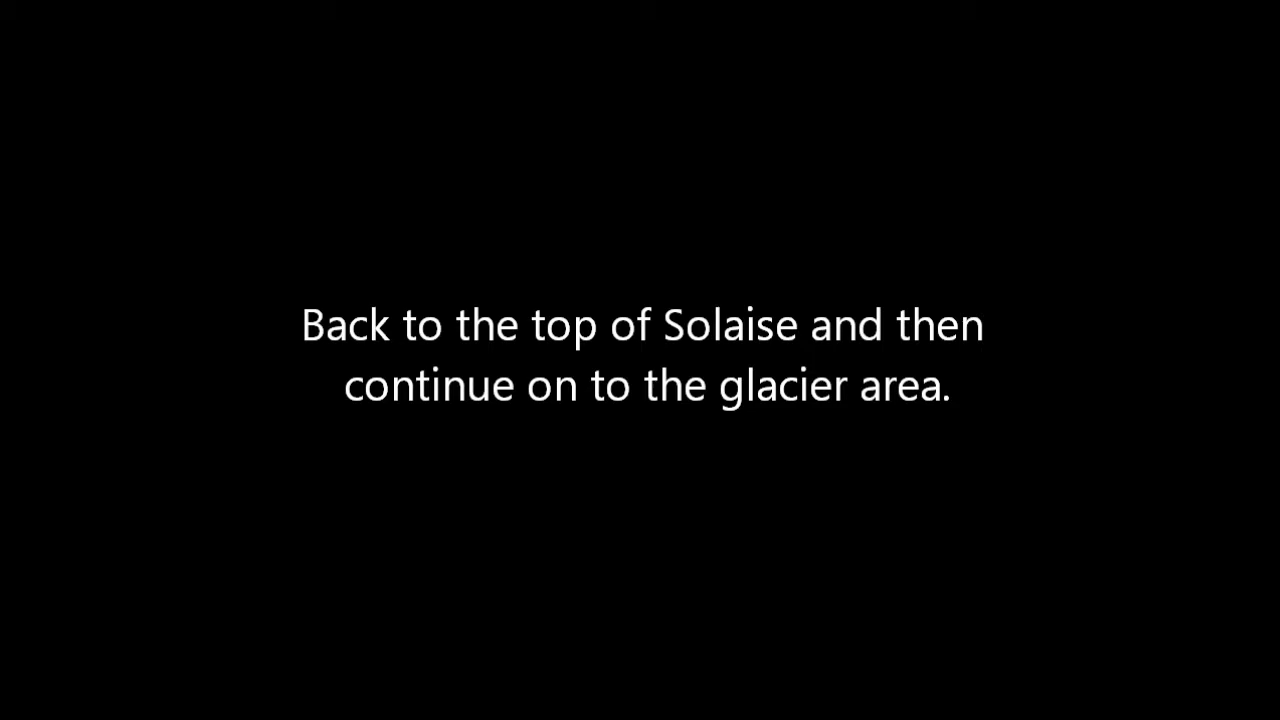 Back to the top of Solaise and then
continue on to the glacier area.